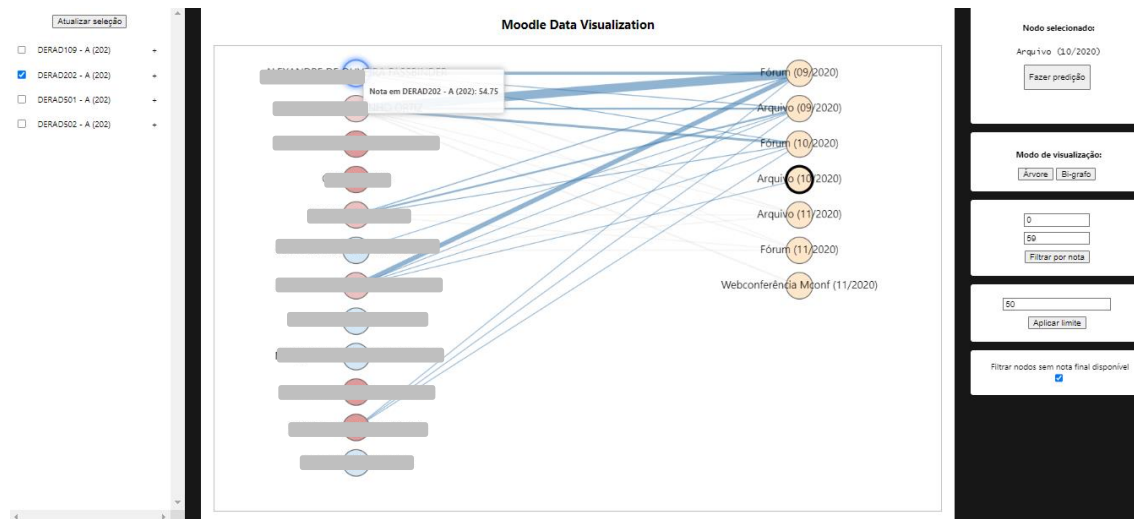 Atualizar seleção
DERAD109 - A (202) +
DERAD202 - A (202) +
DERAD501 - A (202) +
DERAD502 - A (202) +
Moodle Data Visualization
Nota em DERAD202 - A (202): 54.75
Fórum (09/2020)
Arquivo (09/2020)
Fórum (10/2020)
Arquivo (10/2020)
Arquivo (11/2020)
Fórum (11/2020)
Webconferência Mconf (11/2020)
Nodo selecionado:
Arquivo (10/2020)
Fazer predição
Modo de visualização:
Árvore Bi-grafo
0
59
Filtrar por nota
50
Aplicar limite
Filtrar nodos sem nota final disponível